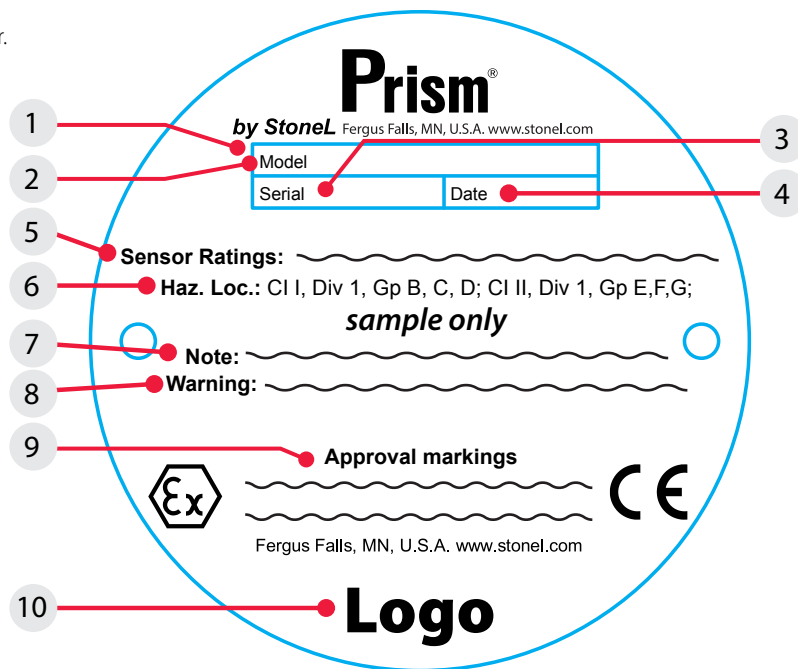 r.
Prism®
by StoneL Fergus Falls, MN, U.S.A. www.stonel.com
1
3
Model
2
Serial
Date
4
5
Sensor Ratings:
6
Haz. Loc.: CI I, Div 1, Gp B, C, D; CI II, Div 1, Gp E,F,G;
sample only
7
Note:
8
Warning:
9
Approval markings
Ex
CE
Fergus Falls, MN, U.S.A. www.stonel.com
10
Logo